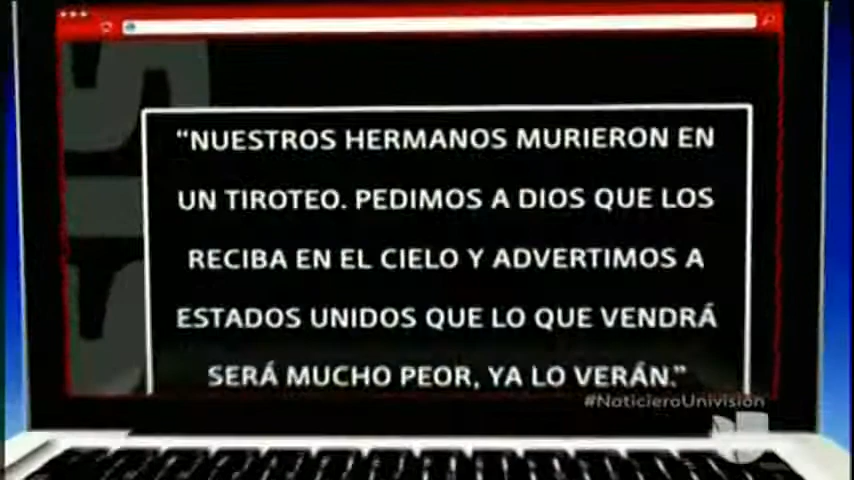 ISIS
"NUESTROS HERMANOS MURIERON EN
UN TIROTEO. PEDIMOS A DIOS QUE LOS
RECIBA EN EL CIELO Y ADVERTIMOS A
ESTADOS UNIDOS QUE LO QUE VENDRÁ
SERÁ MUCHO PEOR, YA LO VERÁN."
#NoticieroUnivision